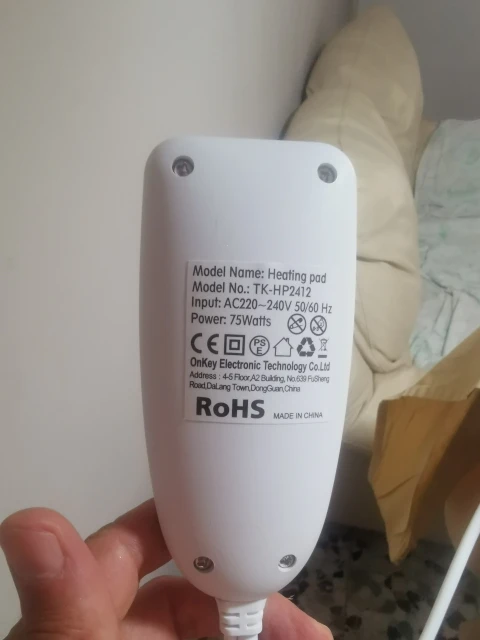 Model Name: Heating pad
Model No.: TK-HP2412
Input: AC220~240V 50/60 Hz
Power: 75Watts
CE PS E
OnKey Electronic Technology Co.Ltd
Address : 4-5 Floor,A2 Building, No.639 FuSheng
Road,DaLang Town,DongGuan,China
RoHS MADE IN CHINA